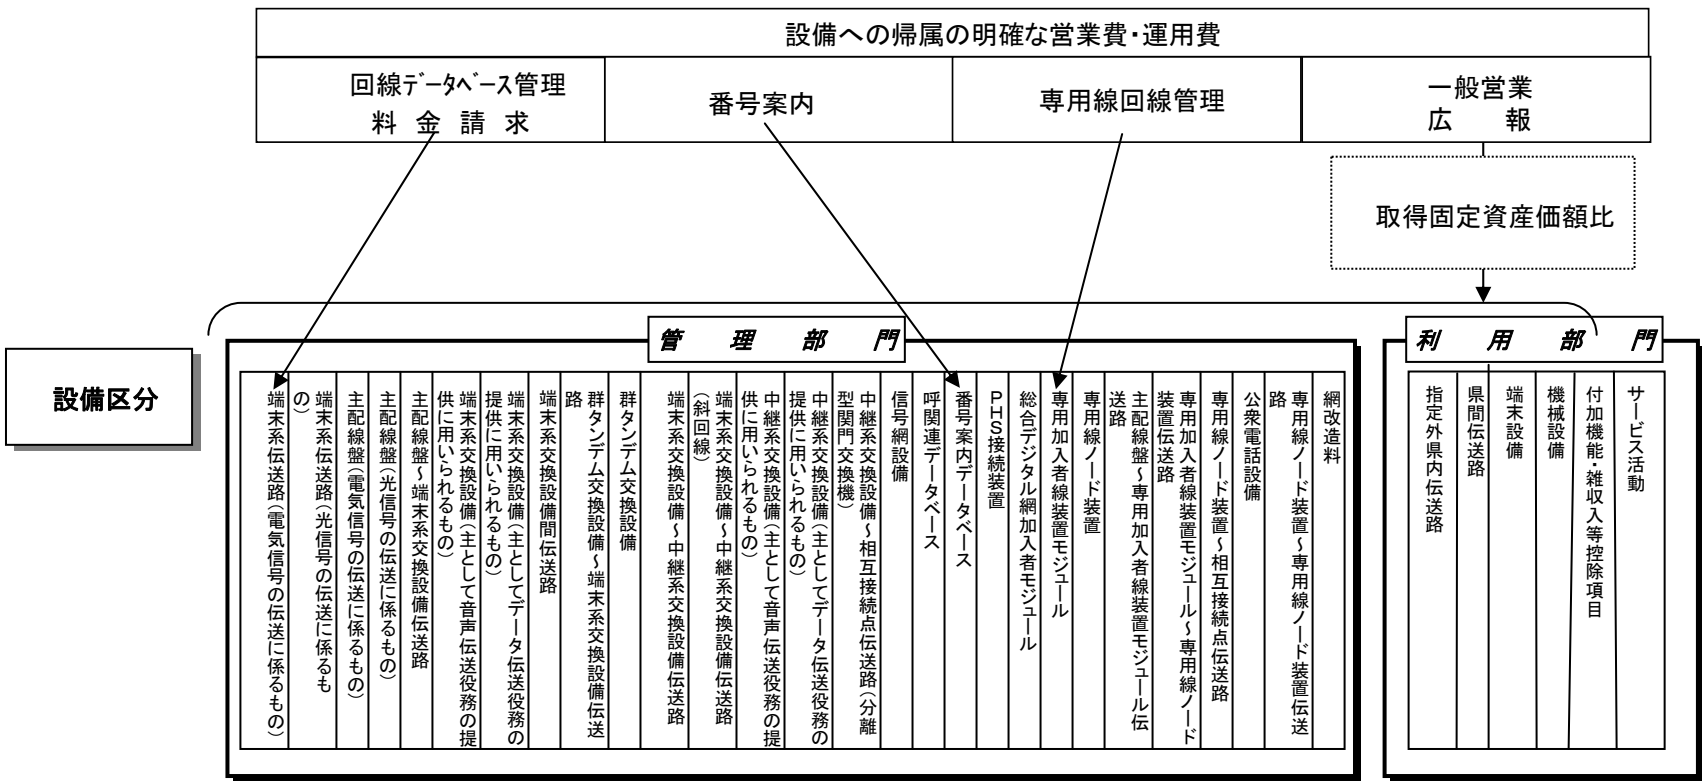 設備への帰属の明確な営業費・運用費
回線ﾃﾞｰﾀﾍﾞｰｽ管理
料金請求
番号案内
専用線回線管理
一般営業
広報
取得固定資産価額比
設備区分
管理部門
端末系伝送路（電気信号の伝送に係るもの）
端末系伝送路（光信号の伝送に係るも
の）
主配線盤（電気信号の伝送に係るもの）
主配線盤（光信号の伝送に係るもの）
主配線盤～端末系交換設備伝送路
端末系交換設備（主として音声伝送役務の提
供に用いられるもの）
端末系交換設備（主としてデータ伝送役務の
提供に用いられるもの）
端末系交換設備間伝送路
群タンデム交換設備～端末系交換設備伝送
路
群タンデム交換設備
端末系交換設備～中継系交換設備伝送路
端末系交換設備～中継系交換設備伝送路
（斜回線）
中継系交換設備（主として音声伝送役務の提
供に用いられるもの）
中継系交換設備（主としてデータ伝送役務の
提供に用いられるもの）
中継系交換設備～相互接続点伝送路（分離
型関門交換機）
信号網設備
呼関連データベース
番号案内データベース
ＰＨＳ接続装置
総合デジタル網加入者モジュール
専用加入者線装置モジュール
専用線ノード装置
主配線盤～専用加入者線装置モジュール伝
送路
専用加入者線装置モジュール～専用線ノード
装置伝送路
専用線ノード装置～相互接続点伝送路
公衆電話設備
専用線ノード装置～専用線ノード装置伝送
路
網改造料
利用部門
指定外県内伝送路
県間伝送路
端末設備
機械設備
付加機能・雑収入等控除項目
サービス活動